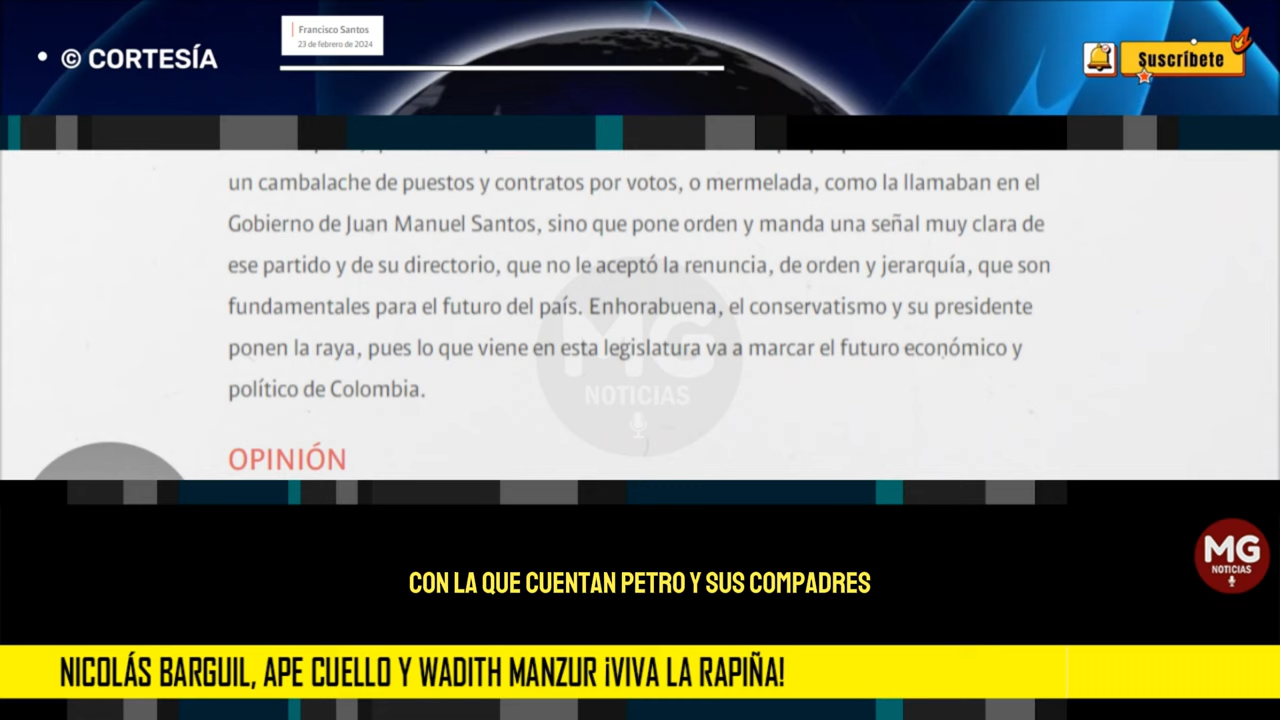 © CORTESÍA
Francisco Santos
23 de febrero de 2024
Suscríbete
un cambalache de puestos y contratos por votos, o mermelada, como la llamaban en el
Gobierno de Juan Manuel Santos, sino que pone orden y manda una señal muy clara de
ese partido y de su directorio, que no le aceptó la renuncia, de orden y jerarquía, que son
fundamentales para el futuro del país. Enhorabuena, el conservatismo y su presidente
ponen la raya, pues lo que viene en esta legislatura va a marcar el futuro económico y
político de Colombia.
MG
NOTICIAS
OPINIÓN
MG
NOTICIAS
CON LA QUE CUENTAN PETRO Y SUS COMPADRES
NICOLÁS BARGUIL, APE CUELLO Y WADITH MANZUR ¡VIVA LA RAPIÑA!